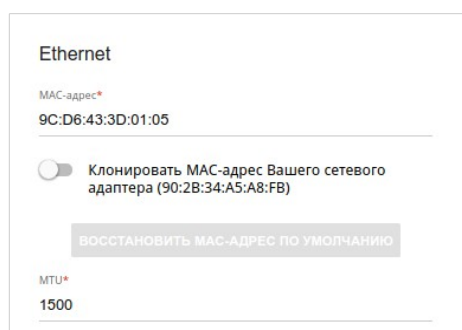 Ethernet
MAC-адрес*
9C:D6:43:3D:01:05
Клонировать MAC-адрес Вашего сетевого
адаптера (90:2B:34:A5:A8:FB)
ВОССТАНОВИТЬ MAC-АДРЕС ПО УМОЛЧАНИЮ
MTU*
1500